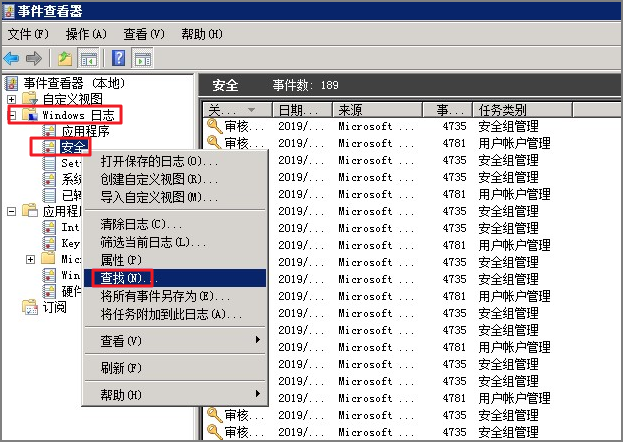 事件查看器
文件(F) 操作(A) 查看(V) 帮助(H)
事件查看器 (本地)
自定义视图
Windows 日志
应用程序
安全
Set
系统
已转
应用程序
Int
Key
Mic
Win
硬件
订阅
打开保存的日志(O)...
创建自定义视图(R)...
导入自定义视图(M)...
清除日志(C)...
筛选当前日志(L)...
属性(P)
查找(N)...
将所有事件另存为(E)...
将任务附加到此日志(A)...
查看(V)
刷新(F)
帮助(H)
安全 事件数: 189
关... 日期... 来源 事... 任务类别
审核... 2019/... Microsoft ... 4735 安全组管理
审核... 2019/... Microsoft ... 4781 用户帐户管理
2019/... Microsoft ... 4735 安全组管理
2019/... Microsoft ... 4735 安全组管理
2019/... Microsoft ... 4781 用户帐户管理
2019/... Microsoft ... 4735 安全组管理
2019/... Microsoft ... 4735 安全组管理
2019/... Microsoft ... 4781 用户帐户管理
2019/... Microsoft ... 4735 安全组管理
2019/... Microsoft ... 4735 安全组管理
2019/... Microsoft ... 4781 用户帐户管理
2019/... Microsoft ... 4735 安全组管理
2019/... Microsoft ... 4735 安全组管理
2019/... Microsoft ... 4781 用户帐户管理
2019/... Microsoft ... 4735 安全组管理
2019/... Microsoft ... 4735 安全组管理
2019/... Microsoft ... 4781 用户帐户管理
审核... 2019/... Microsoft ... 4735 安全组管理
审核... 2019/... Microsoft ... 4735 安全组管理